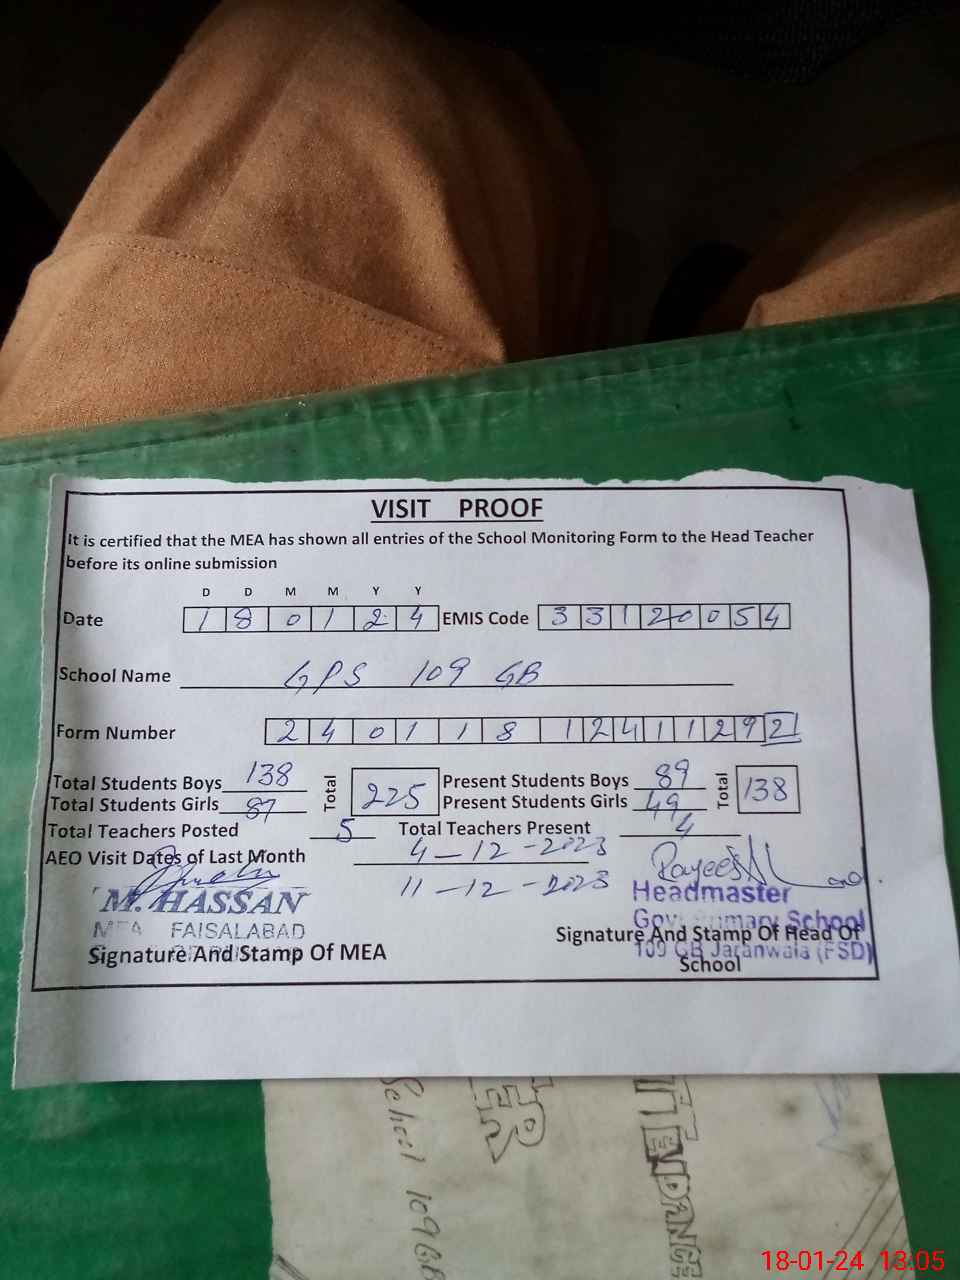 VISIT PROOF
It is certified that the MEA has shown all entries of the School Monitoring Form to the Head Teacher
before its online submission
D D M M Y Y
Date 1 8 0 1 2 4 EMIS Code 3 3 1 2 0 0 5 4
School Name GPS 109 GB
Form Number 2 4 0 1 1 8 1 2 4 1 1 2 9 2
Total Students Boys 138 Total 225 Present Students Boys 89 Total 138
Total Students Girls 87 Present Students Girls 49
Total Teachers Posted 5 Total Teachers Present 4
AEO Visit Dates of Last Month 4-12-2023
11-12-2023
M. HASSAN
MEA FAISALABAD
Signature And Stamp Of MEA
Headmaster
Gov Primary School
109 GB Jaranwala (FSD)
Signature And Stamp Of Head Of
School
School 109 GB
18-01-24 13:05